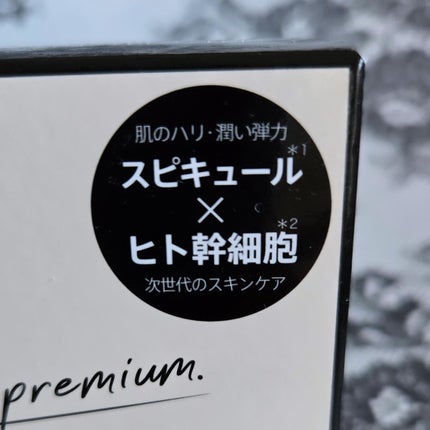 肌のハリ・潤い弾力
スピキュール*1
×
ヒト幹細胞*2
次世代のスキンケア
premium.